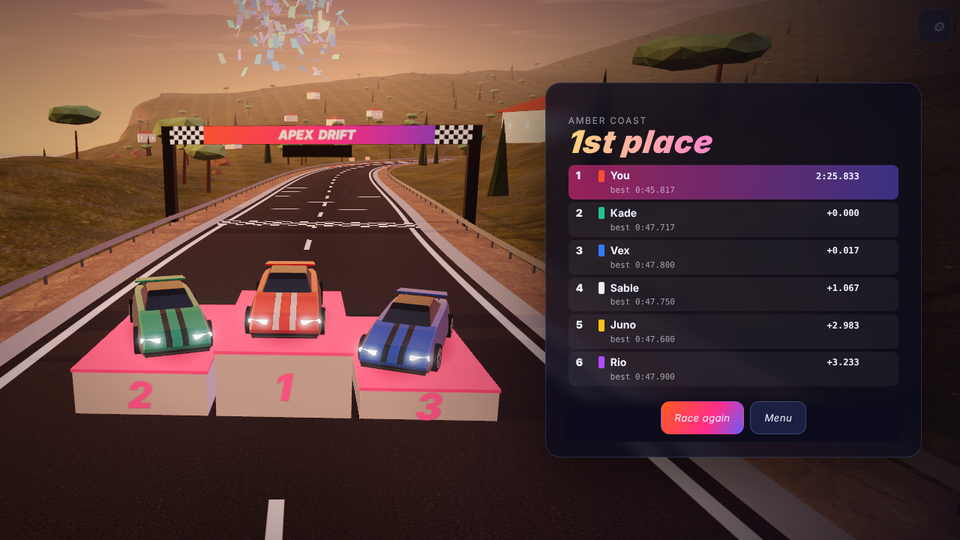 APEX DRIFT
2
1
3
AMBER COAST
1st place
1 You 2:25.833
best 0:45.817
2 Kade +0.000
best 0:47.717
3 Vex +0.017
best 0:47.800
4 Sable +1.067
best 0:47.750
5 Juno +2.983
best 0:47.600
6 Rio +3.233
best 0:47.900
Race again Menu